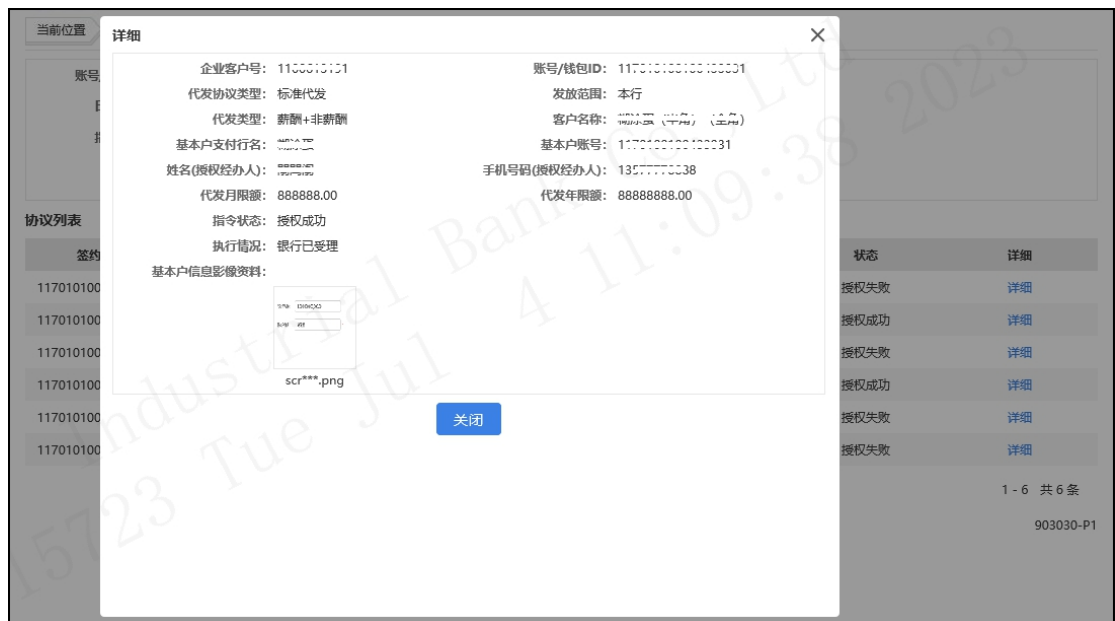 当前位置
详细
账号
企业客户号：
账号/钱包ID：
代发协议类型： 标准代发
发放范围： 本行
代发类型： 薪酬+非薪酬
客户名称：
基本户支付行名：
基本户账号：
姓名(授权经办人)：
手机号码(授权经办人)：
代发月限额： 888888.00
代发年限额： 88888888.00
指令状态： 授权成功
执行情况： 银行已受理
基本户信息影像资料：
scr***.png
关闭
协议列表
签约 状态 详细
117010100 授权失败 详细
117010100 授权成功 详细
117010100 授权失败 详细
117010100 授权成功 详细
117010100 授权失败 详细
117010100 授权失败 详细
1 - 6 共 6 条
903030-P1
Industrial Bank Co., Ltd
15723 Tue Jul 4 11:09:38 2023